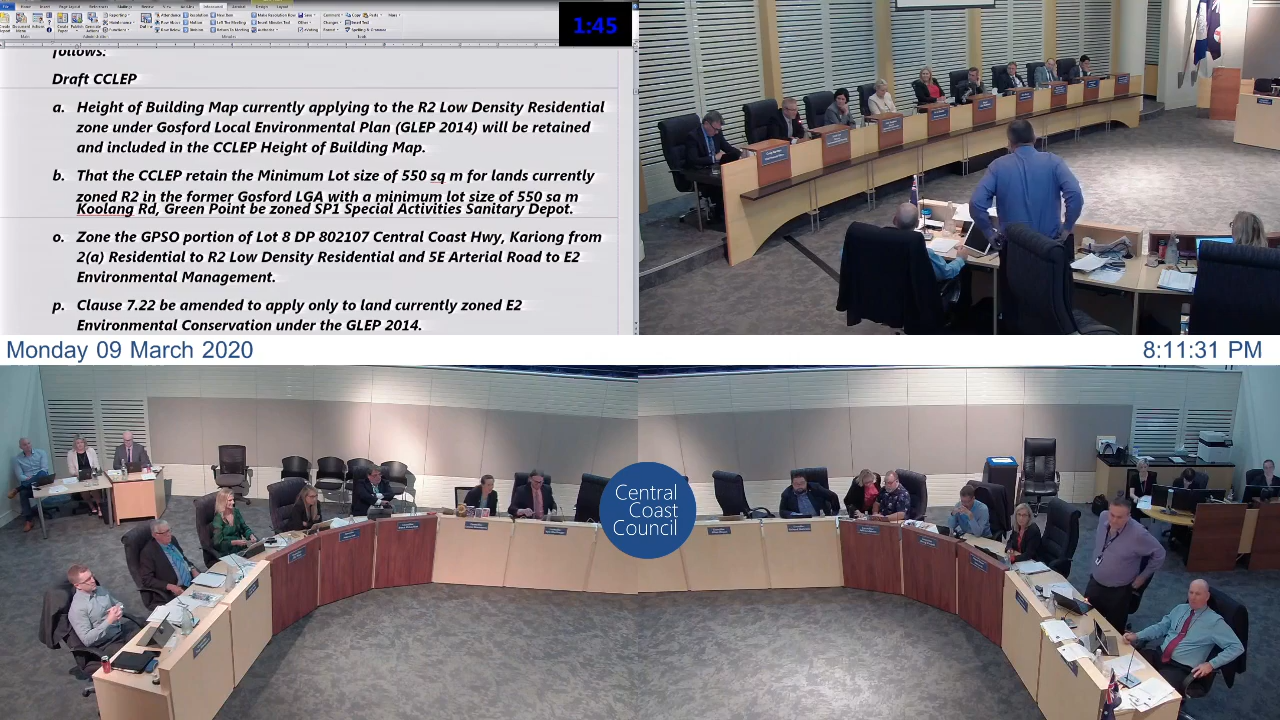 1:45
follows:
Draft CCLEP
a. Height of Building Map currently applying to the R2 Low Density Residential
zone under Gosford Local Environmental Plan (GLEP 2014) will be retained
and included in the CCLEP Height of Building Map.
b. That the CCLEP retain the Minimum Lot size of 550 sq m for lands currently
zoned R2 in the former Gosford LGA with a minimum lot size of 550 sq m
Koolang Rd, Green Point be zoned SP1 Special Activities Sanitary Depot.
o. Zone the GPSO portion of Lot 8 DP 802107 Central Coast Hwy, Kariong from
2(a) Residential to R2 Low Density Residential and 5E Arterial Road to E2
Environmental Management.
p. Clause 7.22 be amended to apply only to land currently zoned E2
Environmental Conservation under the GLEP 2014.
Monday 09 March 2020
8:11:31 PM
Central
Coast
Council